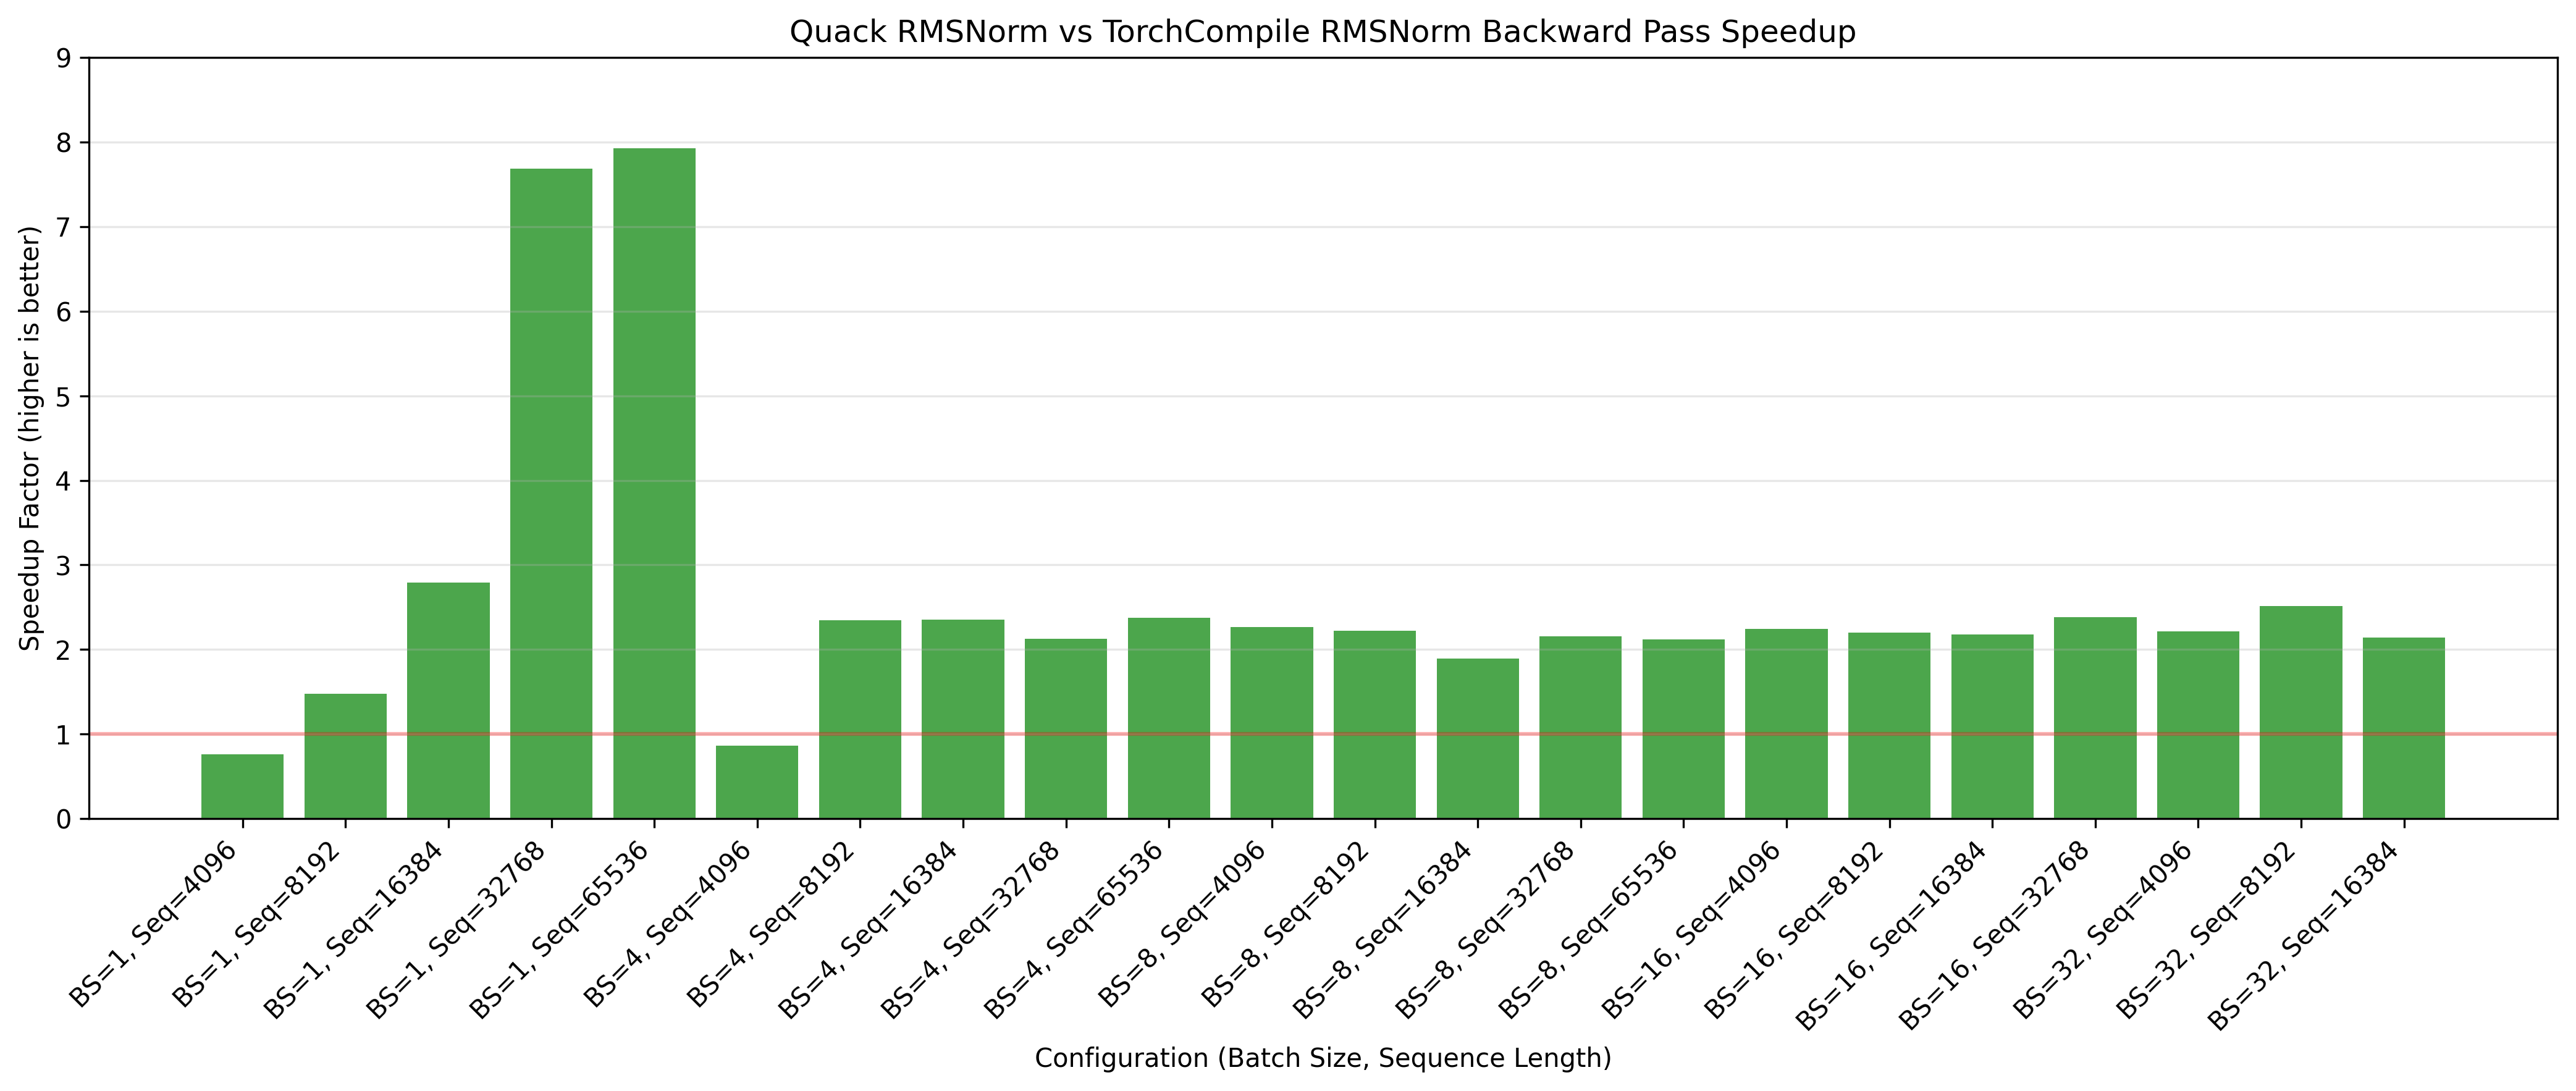 Quack RMSNorm vs TorchCompile RMSNorm Backward Pass Speedup
Speedup Factor (higher is better)
9
8
7
6
5
4
3
2
1
0
BS=1, Seq=4096
BS=1, Seq=8192
BS=1, Seq=16384
BS=1, Seq=32768
BS=1, Seq=65536
BS=4, Seq=4096
BS=4, Seq=8192
BS=4, Seq=16384
BS=4, Seq=32768
BS=4, Seq=65536
BS=8, Seq=4096
BS=8, Seq=8192
BS=8, Seq=16384
BS=8, Seq=32768
BS=8, Seq=65536
BS=16, Seq=4096
BS=16, Seq=8192
BS=16, Seq=16384
BS=16, Seq=32768
BS=32, Seq=4096
BS=32, Seq=8192
BS=32, Seq=16384
Configuration (Batch Size, Sequence Length)